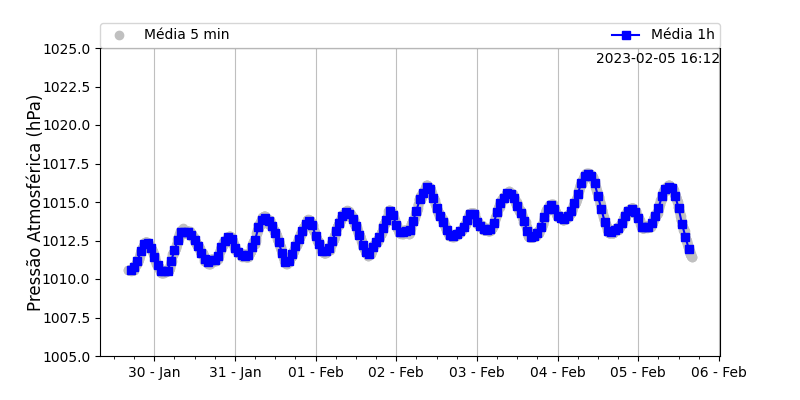 Média 5 min
Média 1h
2023-02-05 16:12
Pressão Atmosférica (hPa)
1025.0
1022.5
1020.0
1017.5
1015.0
1012.5
1010.0
1007.5
1005.0
30 - Jan
31 - Jan
01 - Feb
02 - Feb
03 - Feb
04 - Feb
05 - Feb
06 - Feb